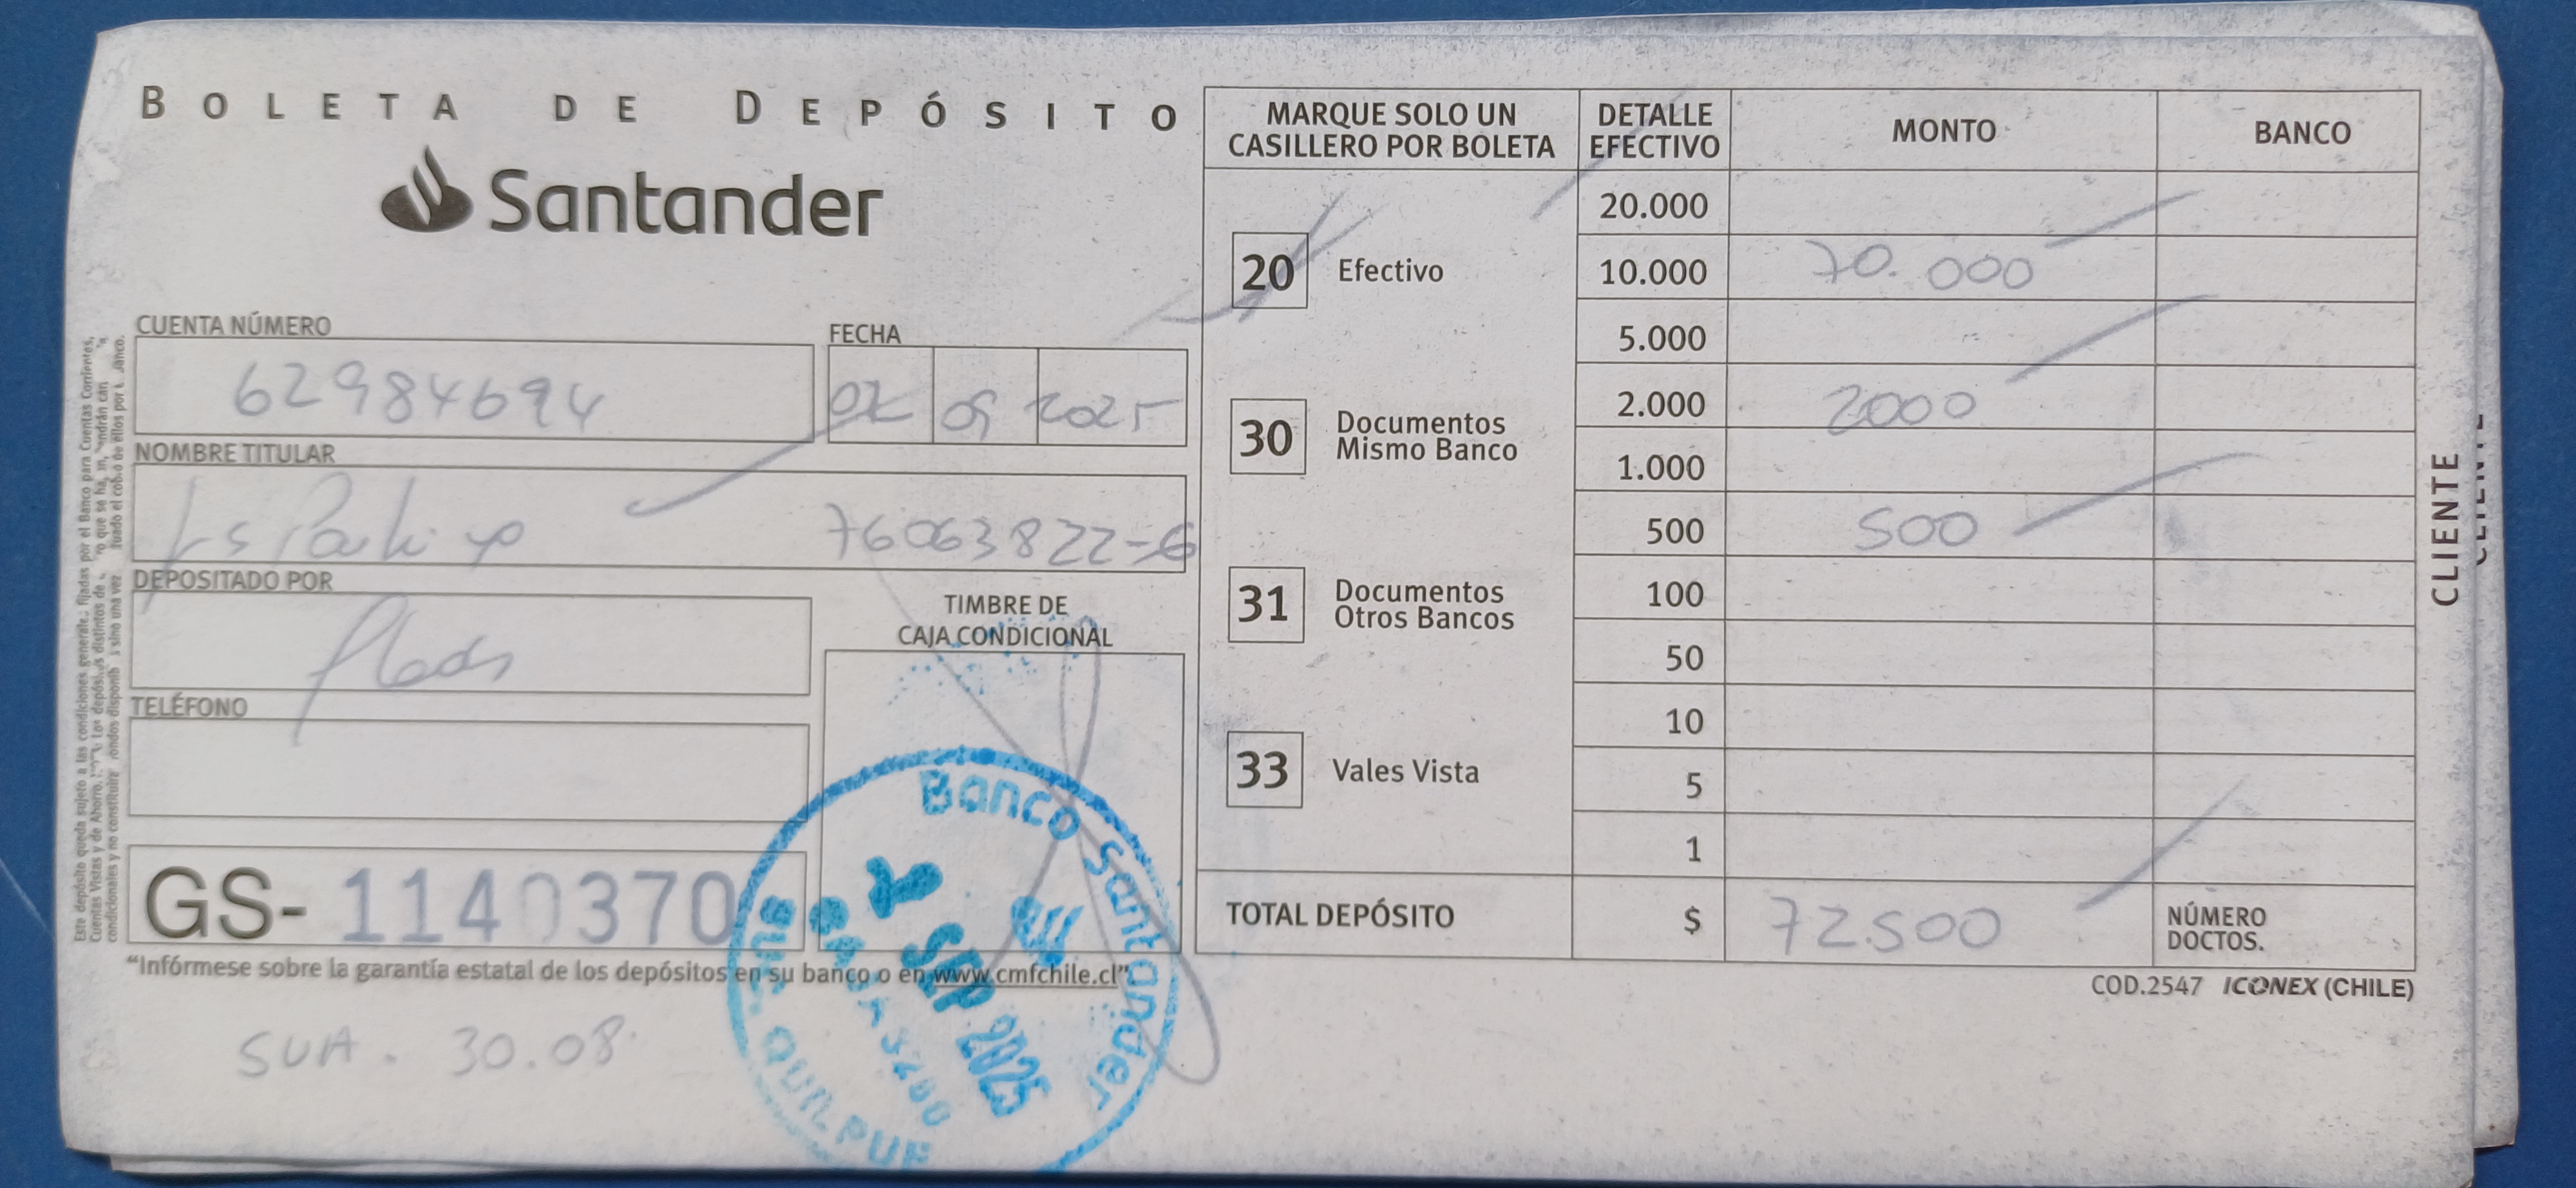 BOLETA DE DEPÓSITO
Santander
CUENTA NÚMERO
62984694
FECHA
02 09 2025
NOMBRE TITULAR
76063822-6
DEPOSITADO POR
TELÉFONO
TIMBRE DE
CAJA CONDICIONAL
GS- 1140370
"Infórmese sobre la garantía estatal de los depósitos en su banco o en www.cmfchile.cl"
SUA. 30.08
Banco Santander
2 SEP 2025
QUILPUE
MARQUE SOLO UN
CASILLERO POR BOLETA
20 Efectivo
30 Documentos
Mismo Banco
31 Documentos
Otros Bancos
33 Vales Vista
DETALLE
EFECTIVO
MONTO
BANCO
20.000
10.000 70.000
5.000
2.000 2000
1.000
500 500
100
50
10
5
1
TOTAL DEPÓSITO $ 72.500
NÚMERO
DOCTOS.
COD.2547 ICONEX (CHILE)
CLIENTE
CLIENTE